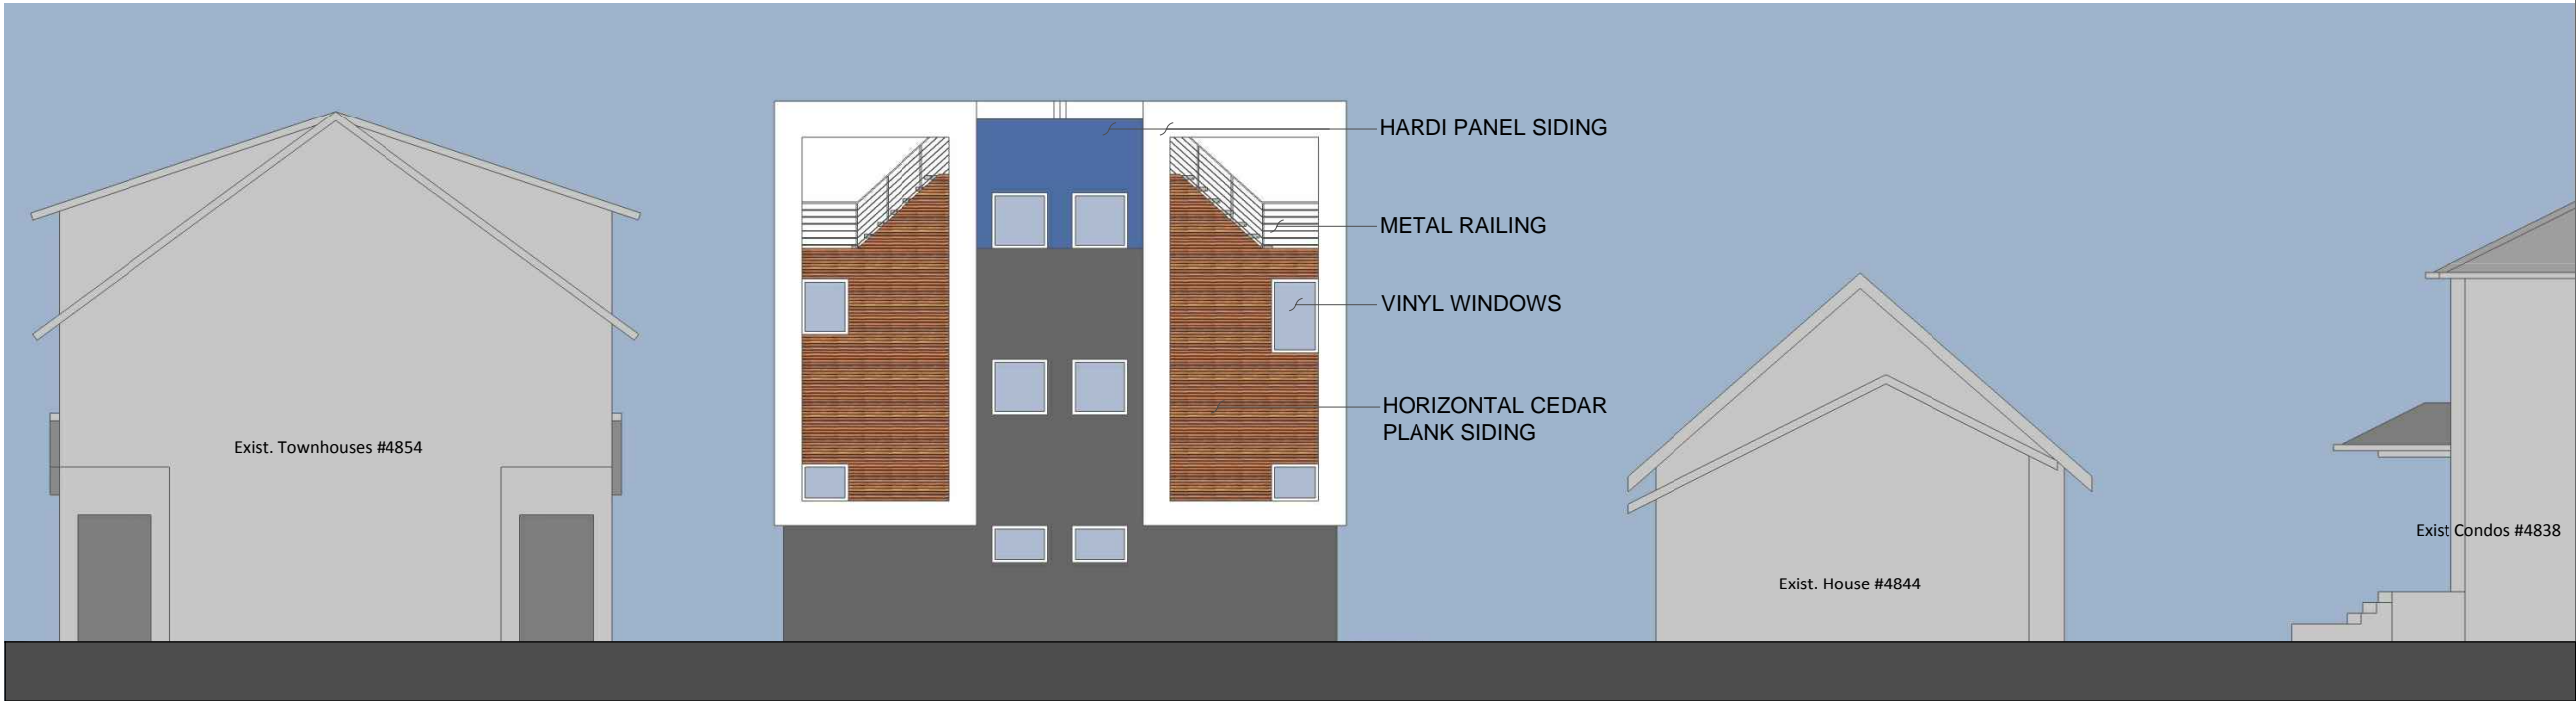 HARDI PANEL SIDING
METAL RAILING
VINYL WINDOWS
HORIZONTAL CEDAR
PLANK SIDING
Exist. Townhouses #4854
Exist. House #4844
Exist Condos #4838